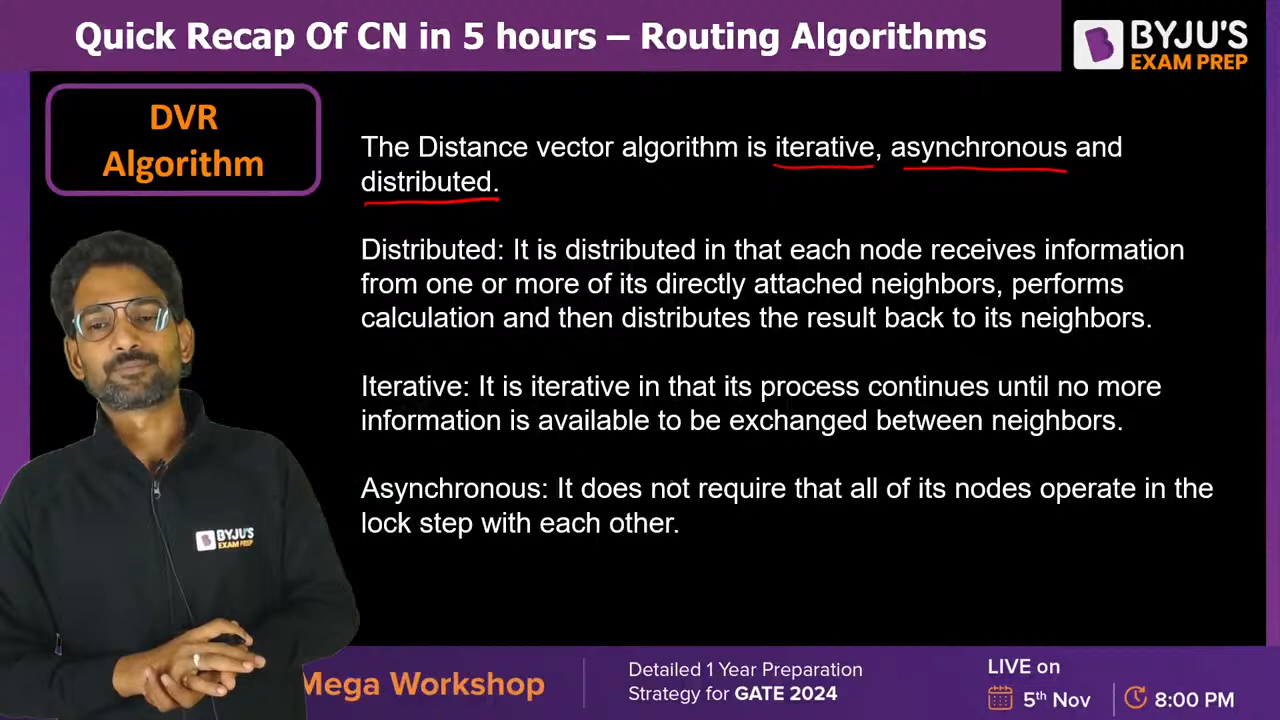 Quick Recap Of CN in 5 hours – Routing Algorithms
BYJU'S
EXAM PREP
DVR
Algorithm
The Distance vector algorithm is iterative, asynchronous and
distributed.
Distributed: It is distributed in that each node receives information
from one or more of its directly attached neighbors, performs
calculation and then distributes the result back to its neighbors.
Iterative: It is iterative in that its process continues until no more
information is available to be exchanged between neighbors.
Asynchronous: It does not require that all of its nodes operate in the
lock step with each other.
BYJU'S
EXAM PREP
Mega Workshop
Detailed 1 Year Preparation
Strategy for GATE 2024
LIVE on
5th Nov
8:00 PM